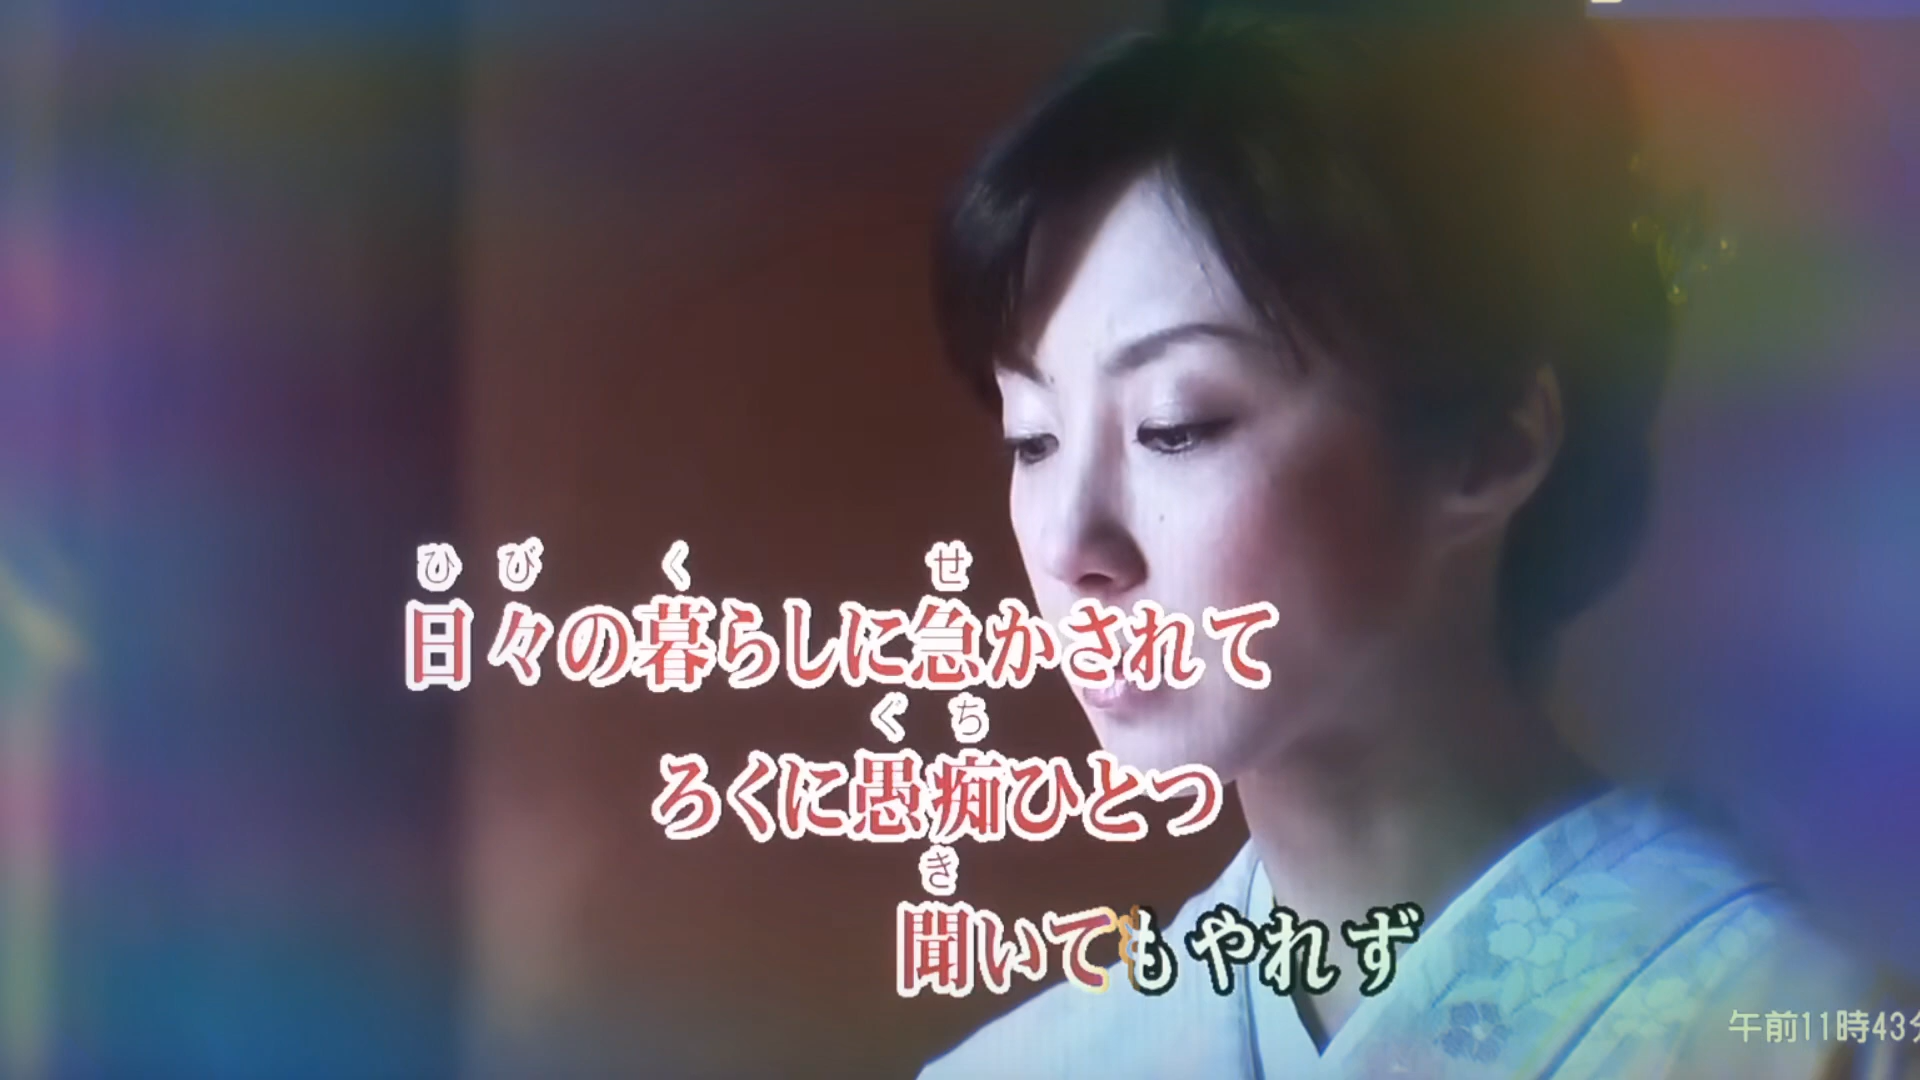 ひび く せ
日々の暮らしに急かされて
ぐち
ろくに愚痴ひとつ
き
聞いてもやれず
午前11時43分